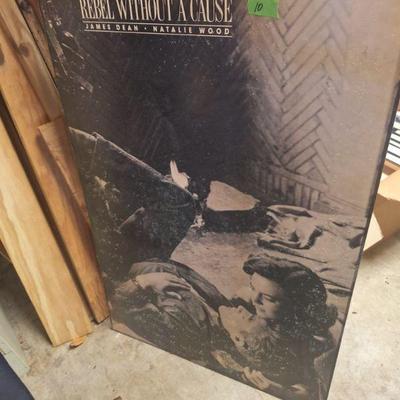 REBEL WITHOUT A CAUSE
JAMES DEAN • NATALIE WOOD
10